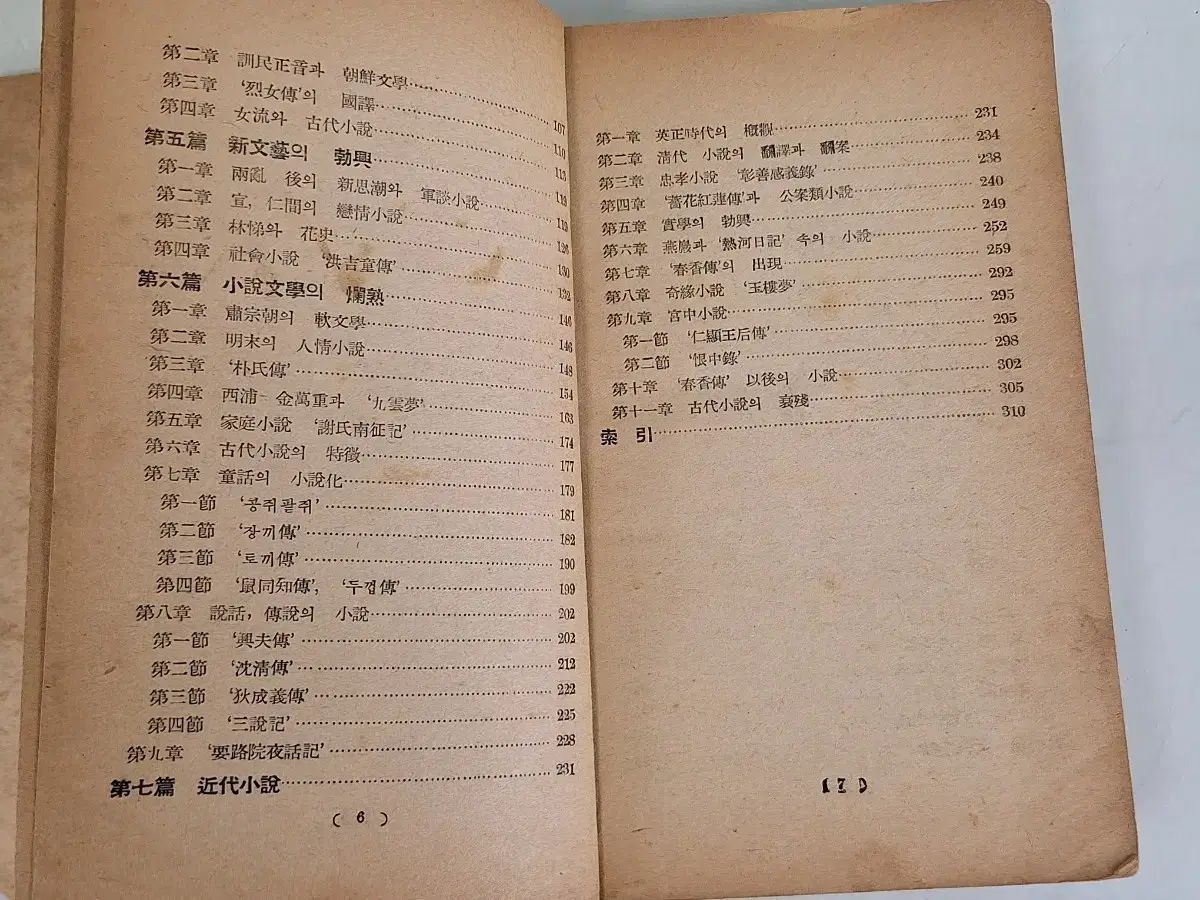 第二章 訓民正音과 朝鮮文學 107
第三章 ‘烈女傳’의 國譯 110
第四章 女流와 古代小說 113
第五篇 新文藝의 勃興 119
第一章 兩亂 後의 新思潮와 軍談小說 119
第二章 宣, 仁間의 戀情小說 126
第三章 林悌와 花史 130
第四章 社會小說 ‘洪吉童傳’ 132
第六篇 小說文學의 爛熟 146
第一章 肅宗朝의 軟文學 146
第二章 明末의 人情小說 148
第三章 ‘朴氏傳’ 154
第四章 西浦 金萬重과 ‘九雲夢’ 163
第五章 家庭小說 ‘謝氏南征記’ 174
第六章 古代小說의 特徵 177
第七章 童話의 小說化 179
第一節 ‘콩쥐팥쥐’ 181
第二節 ‘장끼傳’ 182
第三節 ‘토끼傳’ 190
第四節 ‘鼠同知傳’, ‘두껍傳’ 199
第八章 說話, 傳說의 小說 202
第一節 ‘興夫傳’ 202
第二節 ‘沈淸傳’ 212
第三節 ‘狄成義傳’ 222
第四節 ‘三說記’ 225
第九章 ‘要路院夜話記’ 228
第七篇 近代小說 231
( 6 )
第一章 英正時代의 槪觀 231
第二章 淸代 小說의 飜譯과 飜案 234
第三章 忠孝小說 ‘彰善感義錄’ 238
第四章 ‘薔花紅蓮傳’과 公案類小說 240
第五章 實學의 勃興 249
第六章 燕巖과 ‘熱河日記’ 속의 小說 252
第七章 ‘春香傳’의 出現 259
第八章 奇緣小說 ‘玉樓夢’ 292
第九章 宮中小說 295
第一節 ‘仁顯王后傳’ 295
第二節 ‘恨中錄’ 298
第十章 ‘春香傳’ 以後의 小說 302
第十一章 古代小說의 衰殘 305
索 引 310